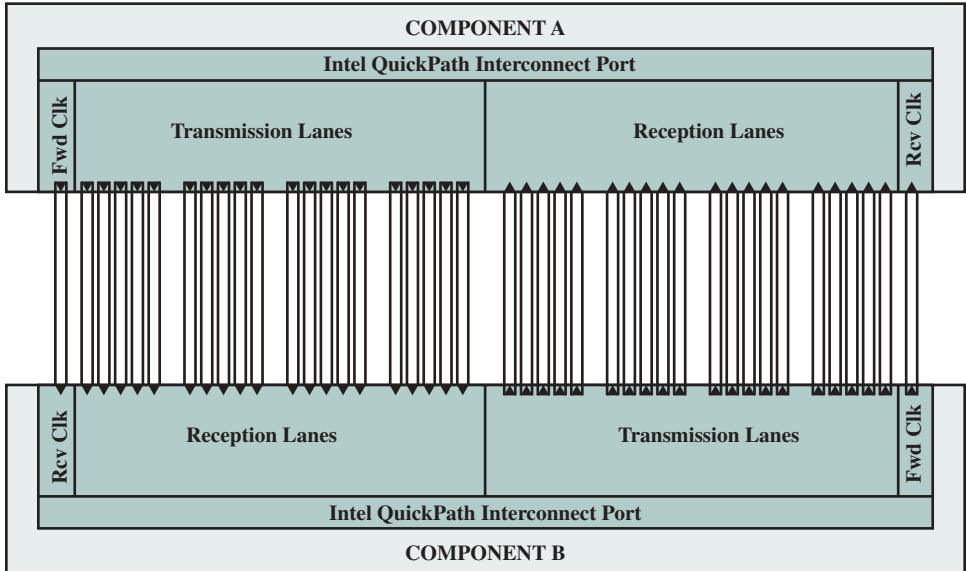 COMPONENT A
Intel QuickPath Interconnect Port
Fwd Clk
Transmission Lanes
Reception Lanes
Rcv Clk
Rcv Clk
Reception Lanes
Transmission Lanes
Fwd Clk
Intel QuickPath Interconnect Port
COMPONENT B